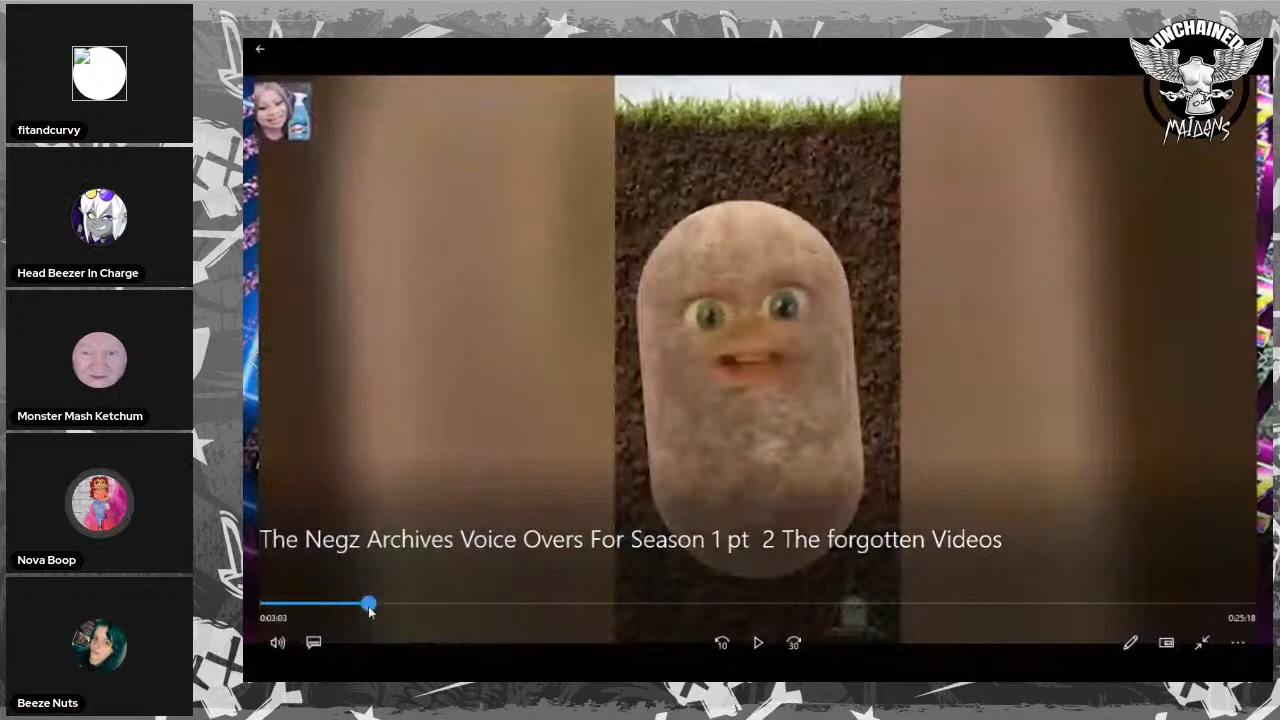 fitandcurvy
Head Beezer In Charge
Monster Mash Ketchum
Nova Boop
Beeze Nuts
UNCHAINED
MAIDENS
The Negz Archives Voice Overs For Season 1 pt 2 The forgotten Videos
0:03:03
0:25:18
10
30